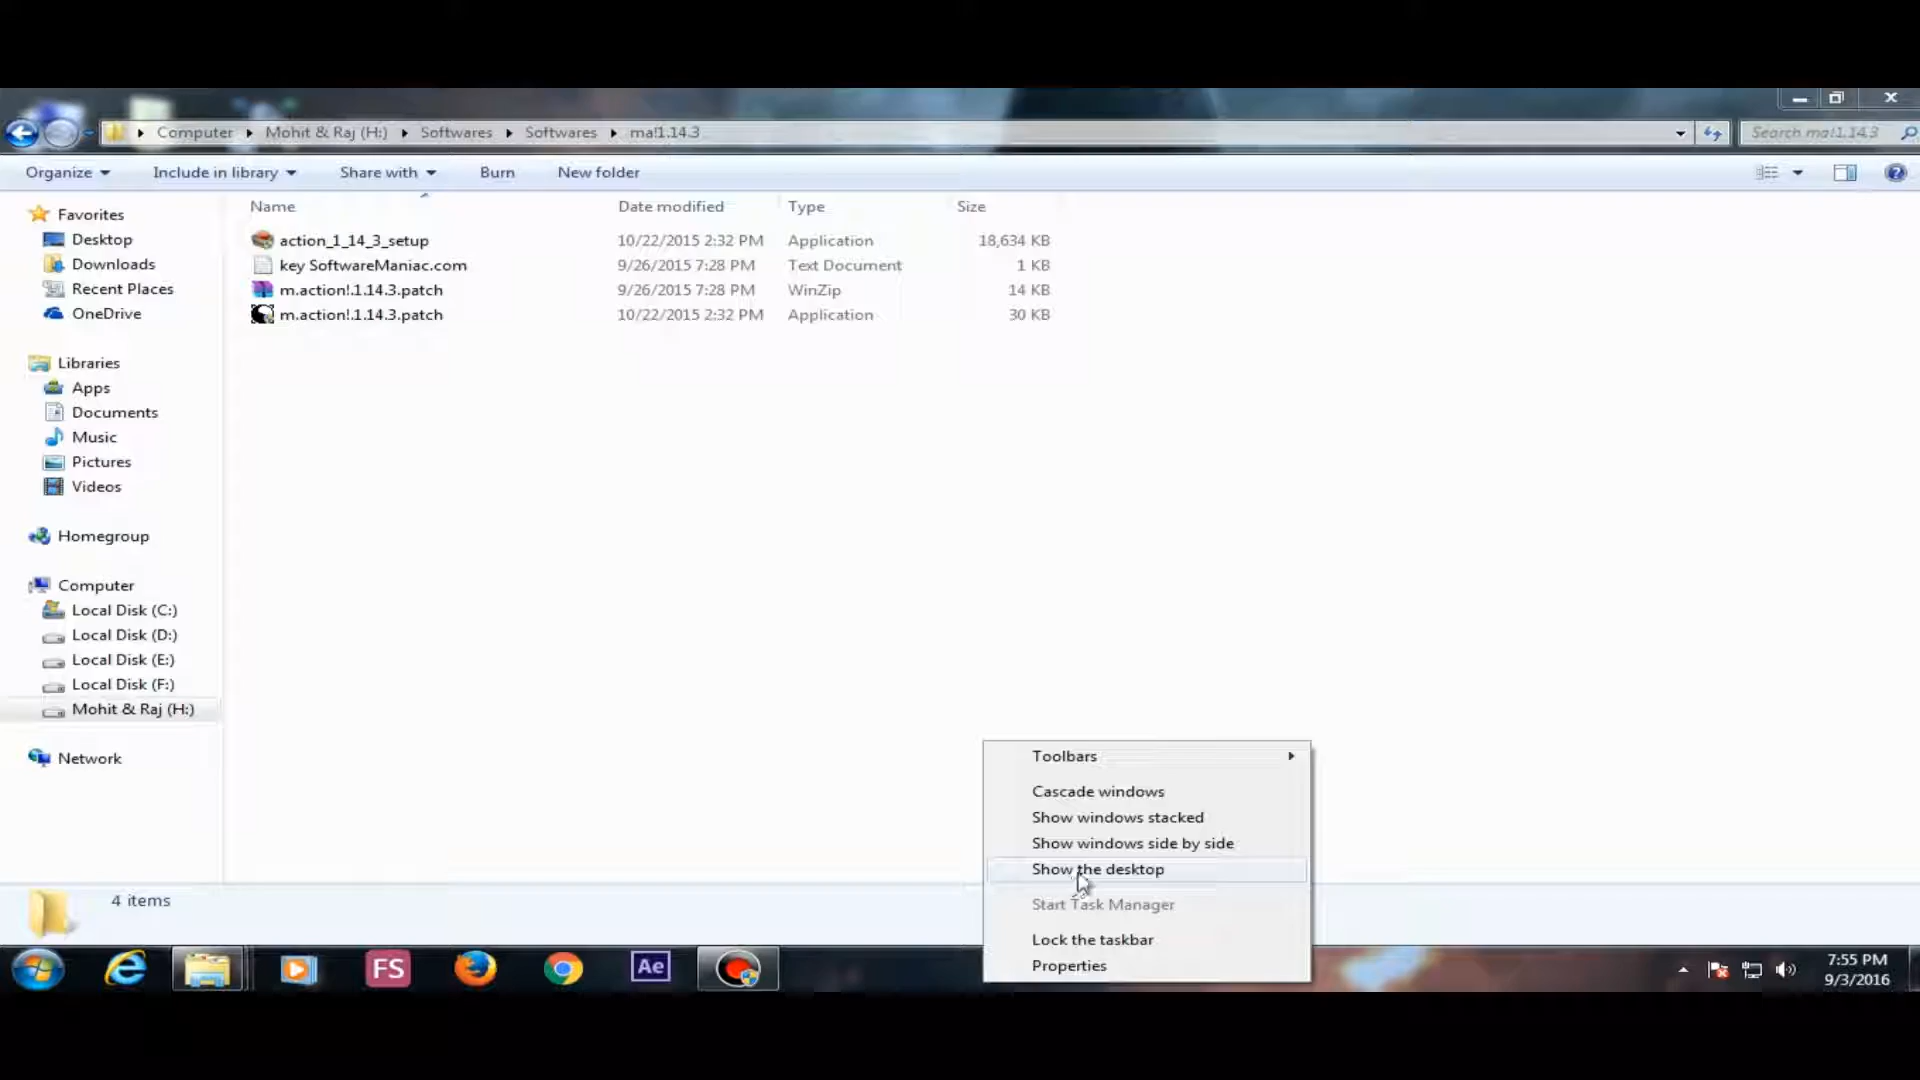 Computer Mohit & Raj (H:) Softwares Softwares ma!1.14.3 Search ma!1.14.3
Organize Include in library Share with Burn New folder
Name Date modified Type Size
action_1_14_3_setup 10/22/2015 2:32 PM Application 18,634 KB
key SoftwareManiac.com 9/26/2015 7:28 PM Text Document 1 KB
m.action!.1.14.3.patch 9/26/2015 7:28 PM WinZip 14 KB
m.action!.1.14.3.patch 10/22/2015 2:32 PM Application 30 KB
Favorites
Desktop
Downloads
Recent Places
OneDrive
Libraries
Apps
Documents
Music
Pictures
Videos
Homegroup
Computer
Local Disk (C:)
Local Disk (D:)
Local Disk (E:)
Local Disk (F:)
Mohit & Raj (H:)
Network
Toolbars
Cascade windows
Show windows stacked
Show windows side by side
Show the desktop
Start Task Manager
Lock the taskbar
Properties
4 items
FS
Ae
7:55 PM
9/3/2016